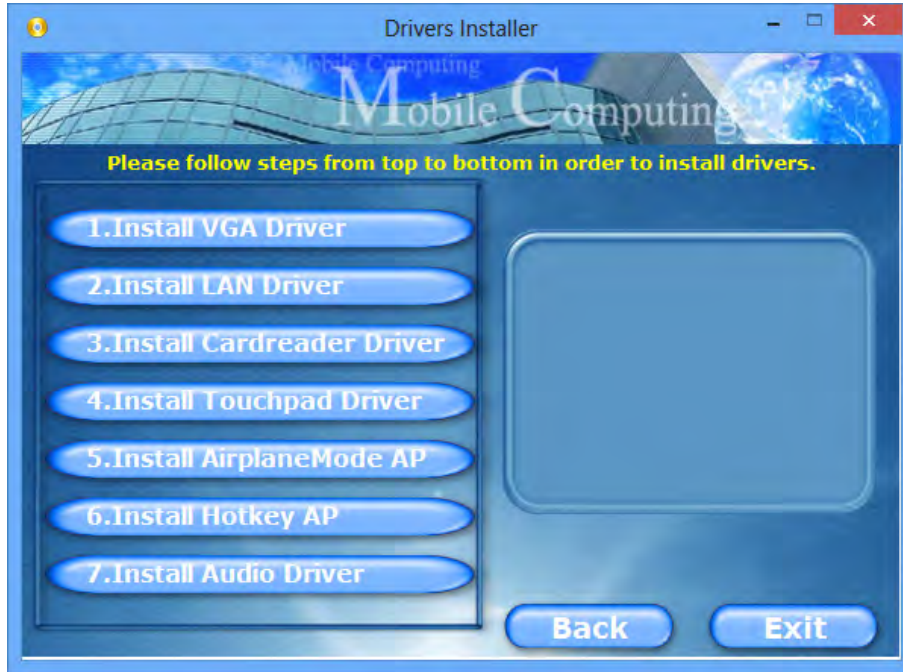 Drivers Installer
Mobile Computing
Mobile Computing
Please follow steps from top to bottom in order to install drivers.
1.Install VGA Driver
2.Install LAN Driver
3.Install Cardreader Driver
4.Install Touchpad Driver
5.Install AirplaneMode AP
6.Install Hotkey AP
7.Install Audio Driver
Back
Exit